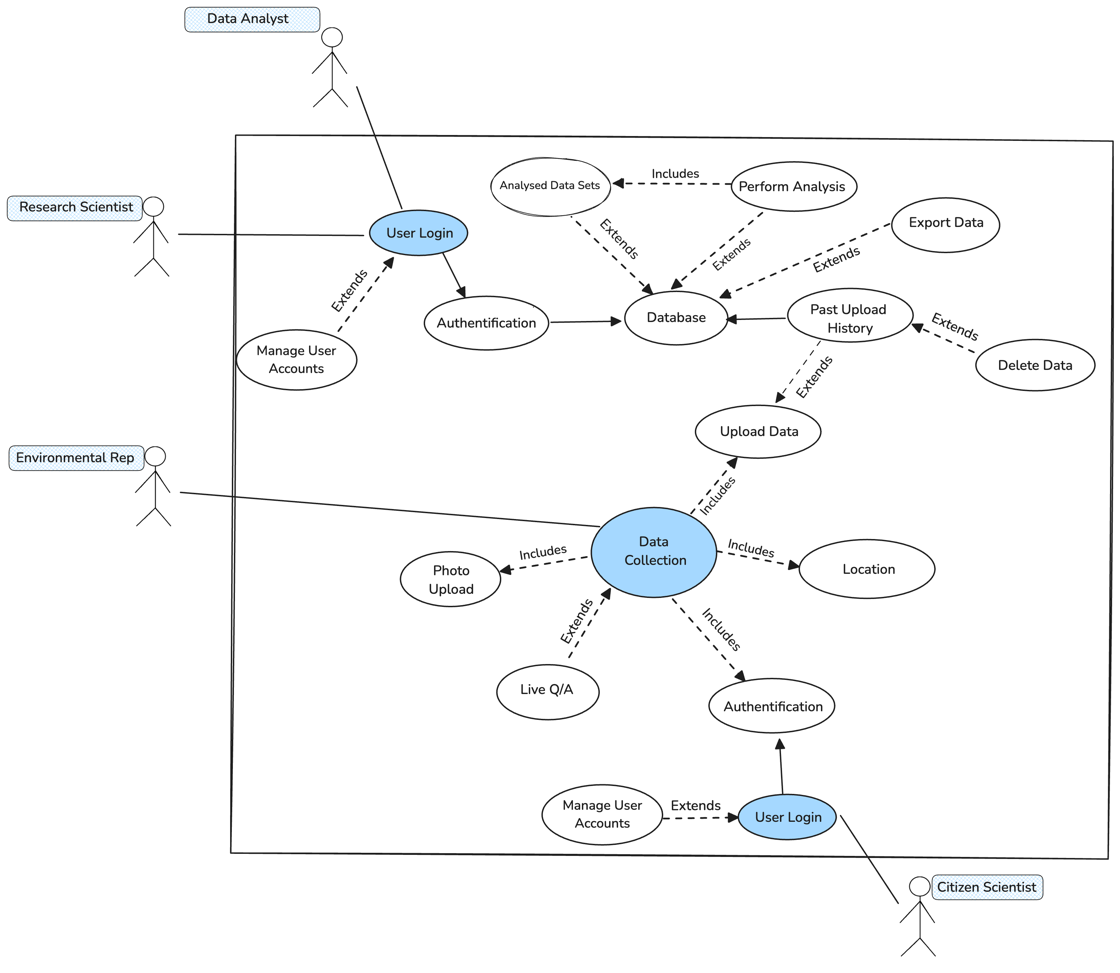 Data Analyst
Analysed Data Sets
Includes
Perform Analysis
Research Scientist
User Login
Export Data
Extends
Extends
Extends
Extends
Authentification
Database
Past Upload
History
Extends
Manage User
Accounts
Delete Data
Extends
Upload Data
Environmental Rep
Includes
Data
Collection
Includes
Includes
Photo
Upload
Location
Extends
Includes
Live Q/A
Authentification
Manage User
Accounts
Extends
User Login
Citizen Scientist